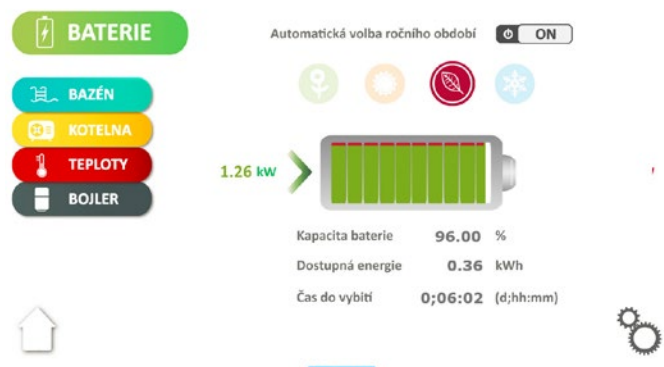 BATERIE
Automatická volba ročního období ON
BAZÉN
KOTELNA
TEPLOTY
BOJLER
1.26 kW
Kapacita baterie 96.00 %
Dostupná energie 0.36 kWh
Čas do vybití 0;06:02 (d;hh:mm)